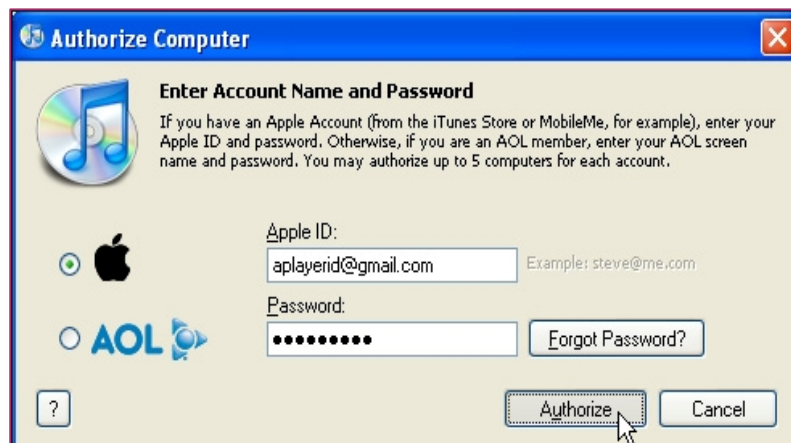 Authorize Computer
Enter Account Name and Password
If you have an Apple Account (from the iTunes Store or MobileMe, for example), enter your
Apple ID and password. Otherwise, if you are an AOL member, enter your AOL screen
name and password. You may authorize up to 5 computers for each account.
Apple ID:
aplayerid@gmail.com Example: steve@me.com
Password:
AOL ●●●●●●●●● Forgot Password?
? Authorize Cancel